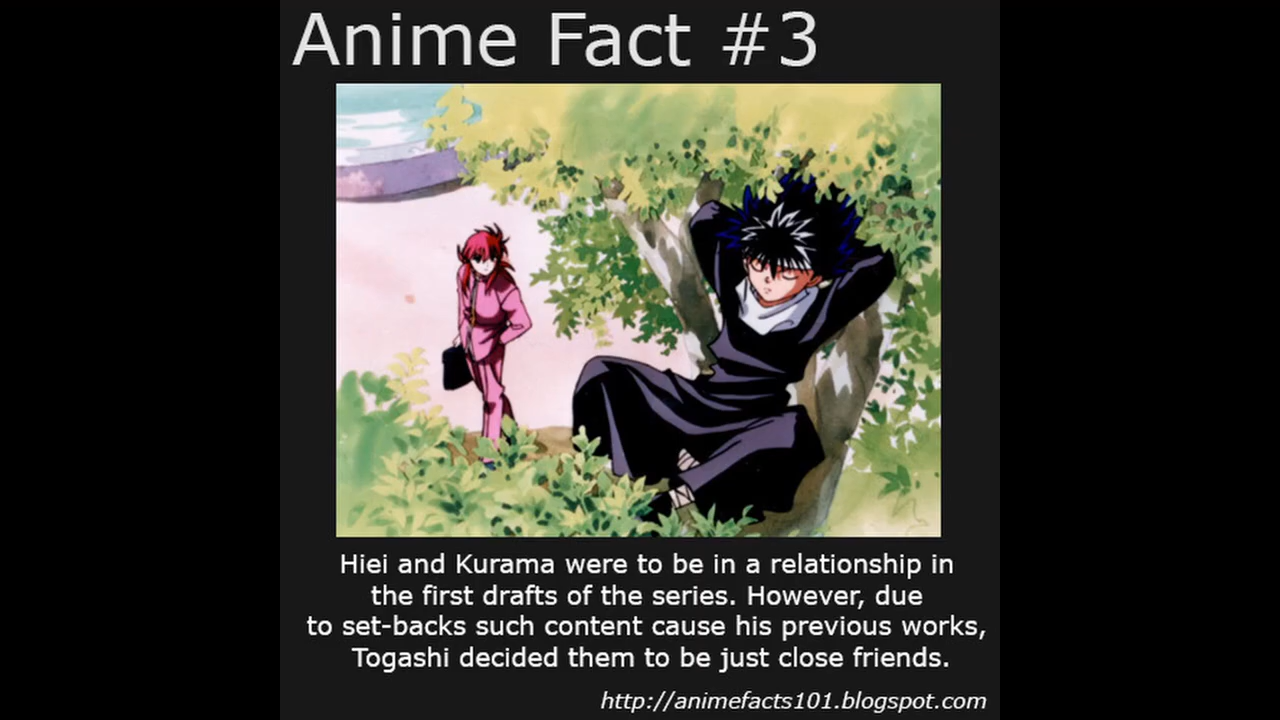 Anime Fact #3
Hiei and Kurama were to be in a relationship in
the first drafts of the series. However, due
to set-backs such content cause his previous works,
Togashi decided them to be just close friends.
http://animefacts101.blogspot.com